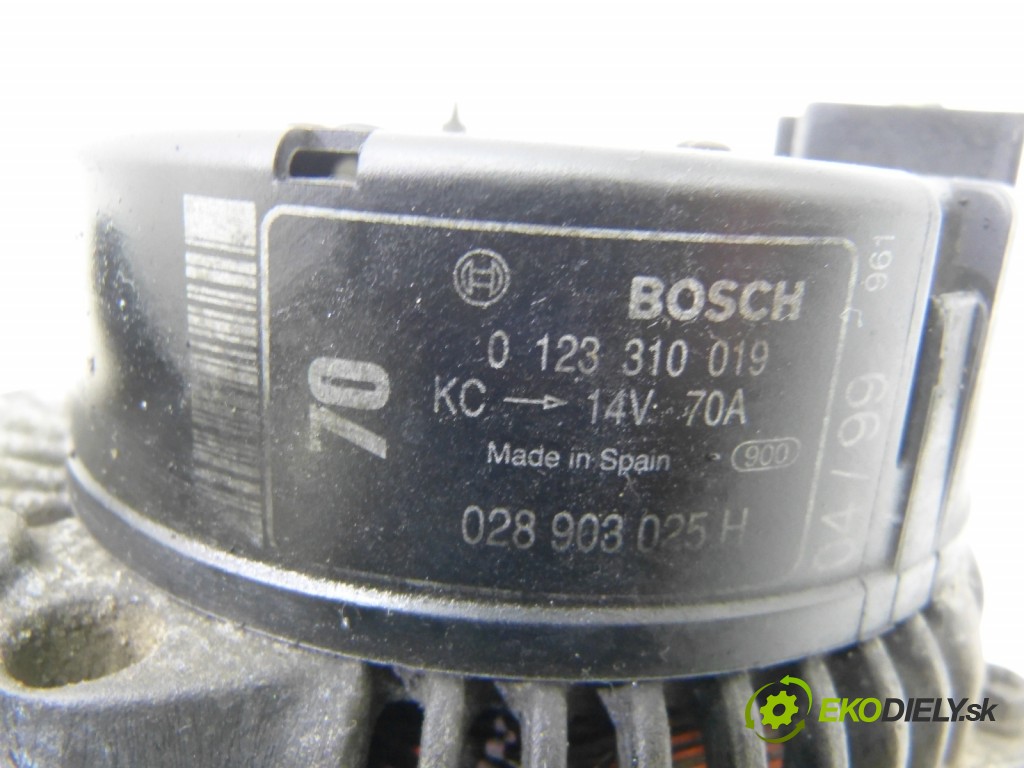 BOSCH
0 123 310 019
KC → 14V 70A
Made in Spain - 900
028 903 025 H
70
04/99
961
EKODIELY.sk